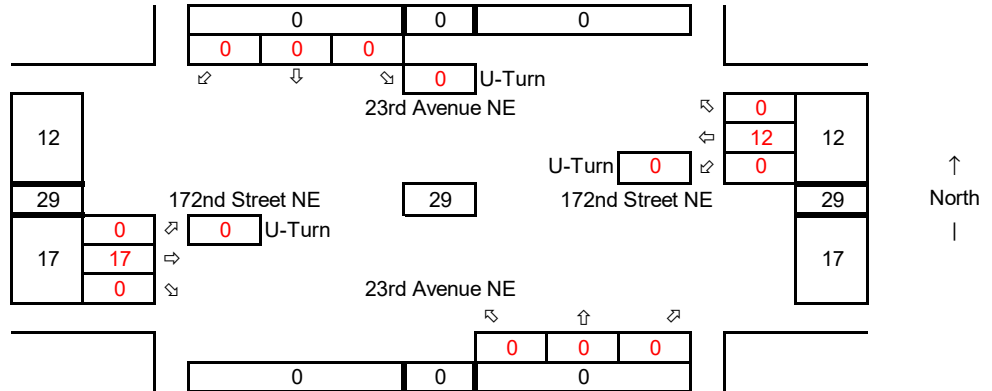 0 0 0
0 0 0
⬃ ⇩ ⬂ 0 U-Turn
23rd Avenue NE ⬁ 0
12 ⇦ 12 12
U-Turn 0 ⬃ 0 ↑
29 172nd Street NE 29 172nd Street NE 29 North
0 ⬀ 0 U-Turn |
17 17 ⇨ 17
0 ⬂ 23rd Avenue NE
⬁ ⇧ ⬀
0 0 0
0 0 0